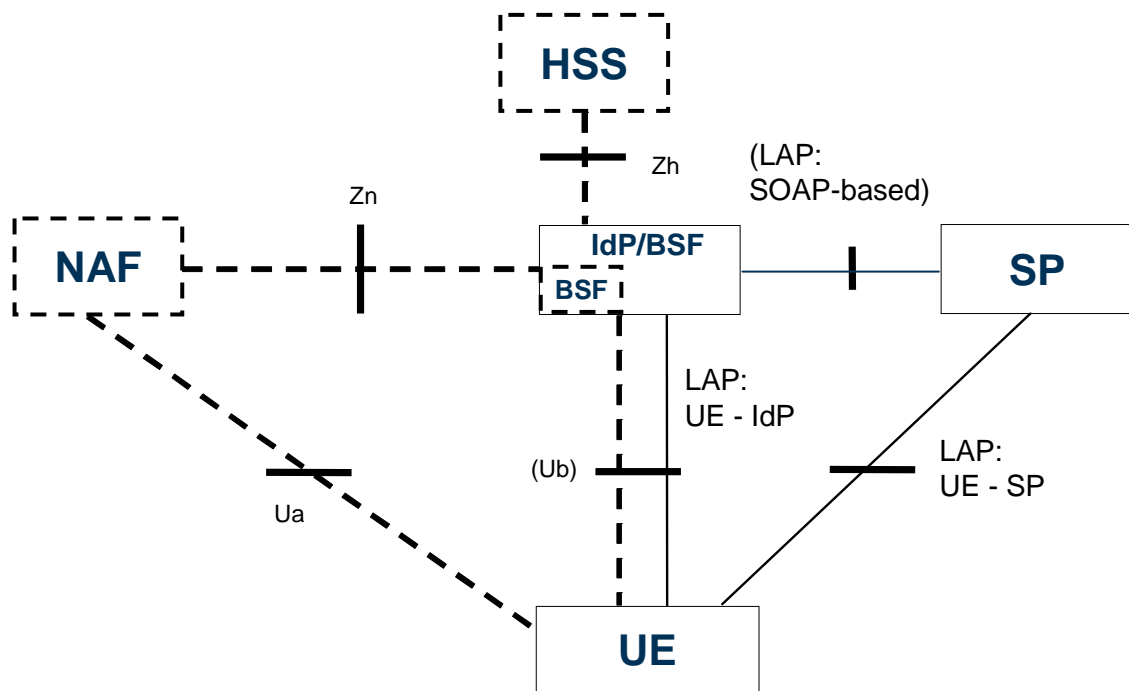 HSS
(LAP:
SOAP-based)
Zh
Zn
NAF
IdP/BSF
BSF
SP
LAP:
UE - IdP
LAP:
UE - SP
(Ub)
Ua
UE